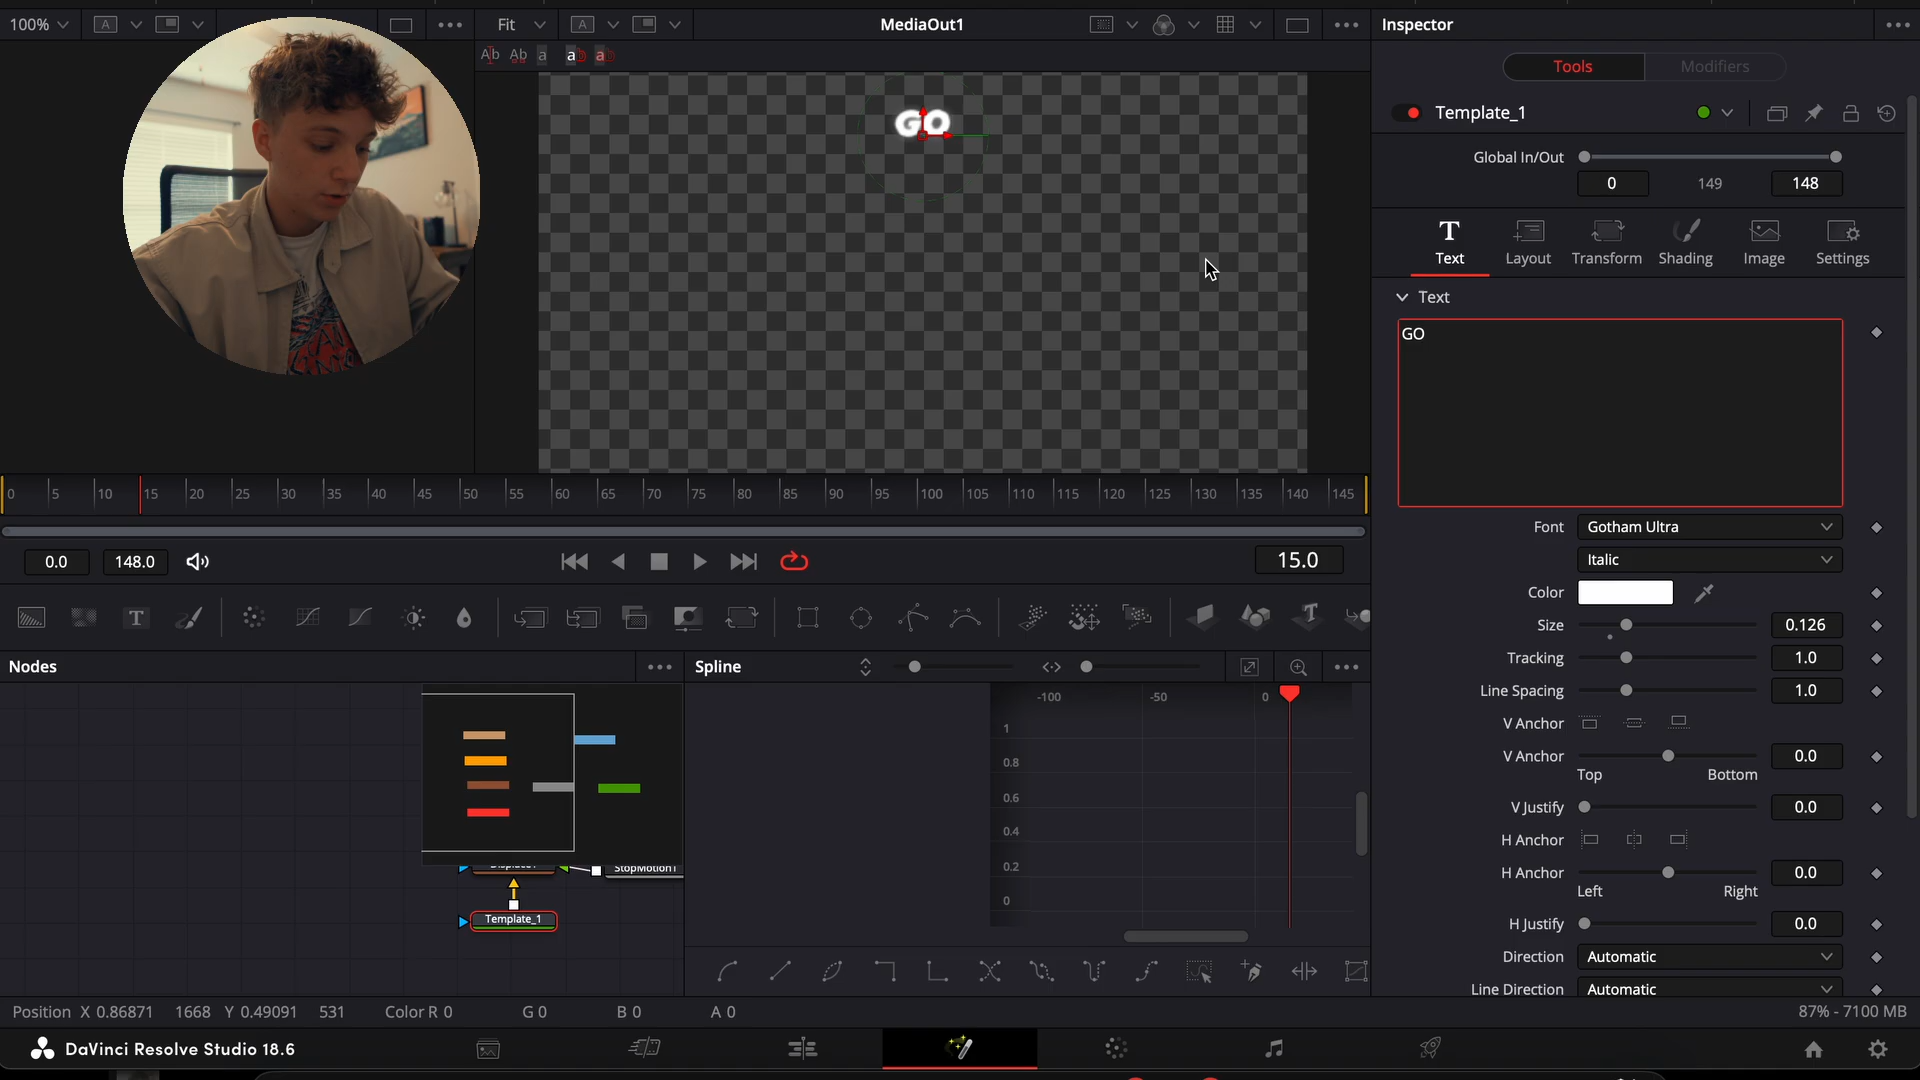 100%
A
Fit
A
MediaOut1
Inspector
Ab Ab a ab ab
Tools
Modifiers
GO
Template_1
Global In/Out
0
149
148
Text
Layout
Transform
Shading
Image
Settings
Text
GO
0 5 10 15 20 25 30 35 40 45 50 55 60 65 70 75 80 85 90 95 100 105 110 115 120 125 130 135 140 145
0.0
148.0
15.0
Font
Gotham Ultra
Italic
Color
Size
0.126
Tracking
1.0
Line Spacing
1.0
V Anchor
V Anchor
0.0
Top
Bottom
V Justify
0.0
H Anchor
H Anchor
0.0
Left
Right
H Justify
0.0
Direction
Automatic
Line Direction
Automatic
T
T
Nodes
Spline
-100
-50
0
1
0.8
0.6
0.4
0.2
0
Displace1
StopMotion1
Template_1
Position X 0.86871 1668 Y 0.49091 531 Color R 0 G 0 B 0 A 0
87% - 7100 MB
DaVinci Resolve Studio 18.6